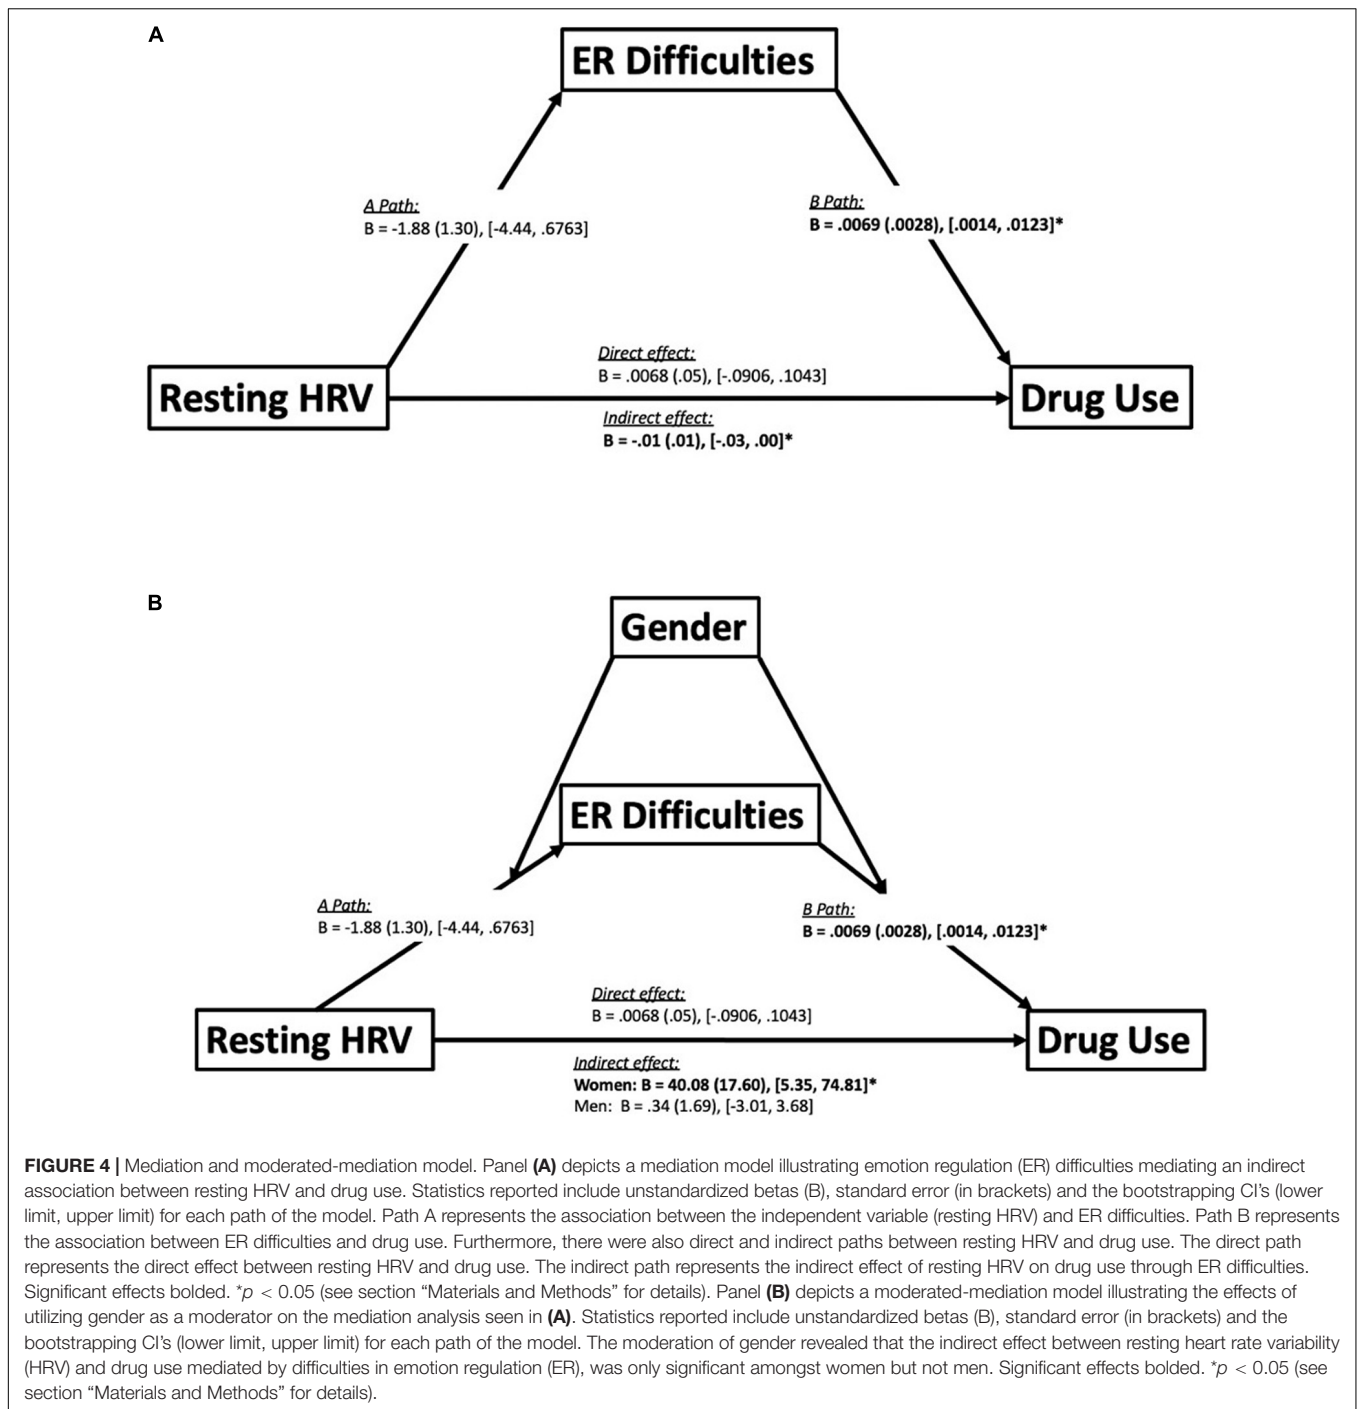 A
ER Difficulties
A Path:
B = -1.88 (1.30), [-4.44, .6763]
B Path:
B = .0069 (.0028), [.0014, .0123]*
Direct effect:
B = .0068 (.05), [-.0906, .1043]
Resting HRV
Drug Use
Indirect effect:
B = -.01 (.01), [-.03, .00]*
B
Gender
ER Difficulties
A Path:
B = -1.88 (1.30), [-4.44, .6763]
B Path:
B = .0069 (.0028), [.0014, .0123]*
Direct effect:
B = .0068 (.05), [-.0906, .1043]
Resting HRV
Drug Use
Indirect effect:
Women: B = 40.08 (17.60), [5.35, 74.81]*
Men: B = .34 (1.69), [-3.01, 3.68]
FIGURE 4 | Mediation and moderated-mediation model. Panel (A) depicts a mediation model illustrating emotion regulation (ER) difficulties mediating an indirect
association between resting HRV and drug use. Statistics reported include unstandardized betas (B), standard error (in brackets) and the bootstrapping CI's (lower
limit, upper limit) for each path of the model. Path A represents the association between the independent variable (resting HRV) and ER difficulties. Path B represents
the association between ER difficulties and drug use. Furthermore, there were also direct and indirect paths between resting HRV and drug use. The direct path
represents the direct effect between resting HRV and drug use. The indirect path represents the indirect effect of resting HRV on drug use through ER difficulties.
Significant effects bolded. *p < 0.05 (see section “Materials and Methods” for details). Panel (B) depicts a moderated-mediation model illustrating the effects of
utilizing gender as a moderator on the mediation analysis seen in (A). Statistics reported include unstandardized betas (B), standard error (in brackets) and the
bootstrapping CI's (lower limit, upper limit) for each path of the model. The moderation of gender revealed that the indirect effect between resting heart rate variability
(HRV) and drug use mediated by difficulties in emotion regulation (ER), was only significant amongst women but not men. Significant effects bolded. *p < 0.05 (see
section “Materials and Methods” for details).